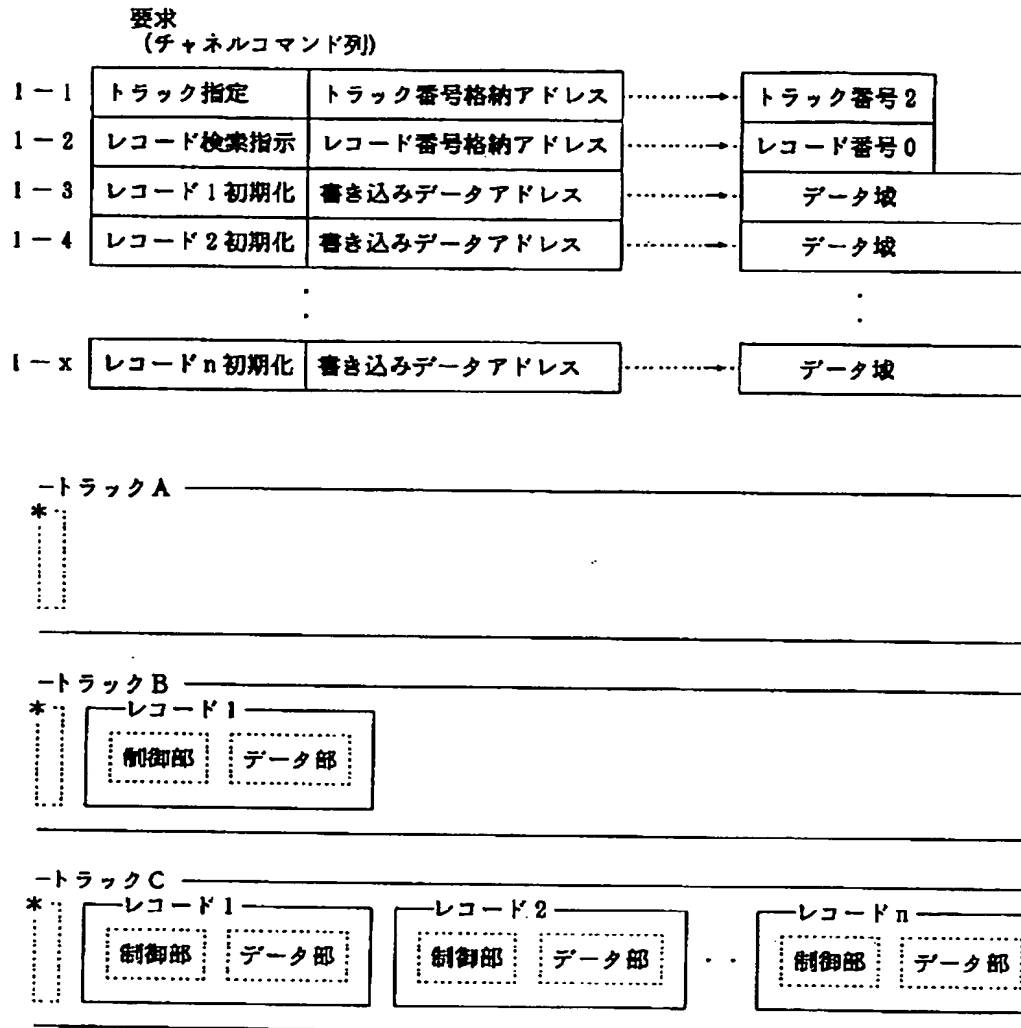 要求
(チャネルコマンド列)
1-1 トラック指定 トラック番号格納アドレス トラック番号2
1-2 レコード検索指示 レコード番号格納アドレス レコード番号0
1-3 レコード1初期化 書き込みデータアドレス データ域
1-4 レコード2初期化 書き込みデータアドレス データ域
1-x レコードn初期化 書き込みデータアドレス データ域
トラックA
*
トラックB
* レコード1
制御部 データ部
トラックC
* レコード1 レコード2 レコードn
制御部 データ部 制御部 データ部 ・・ 制御部 データ部